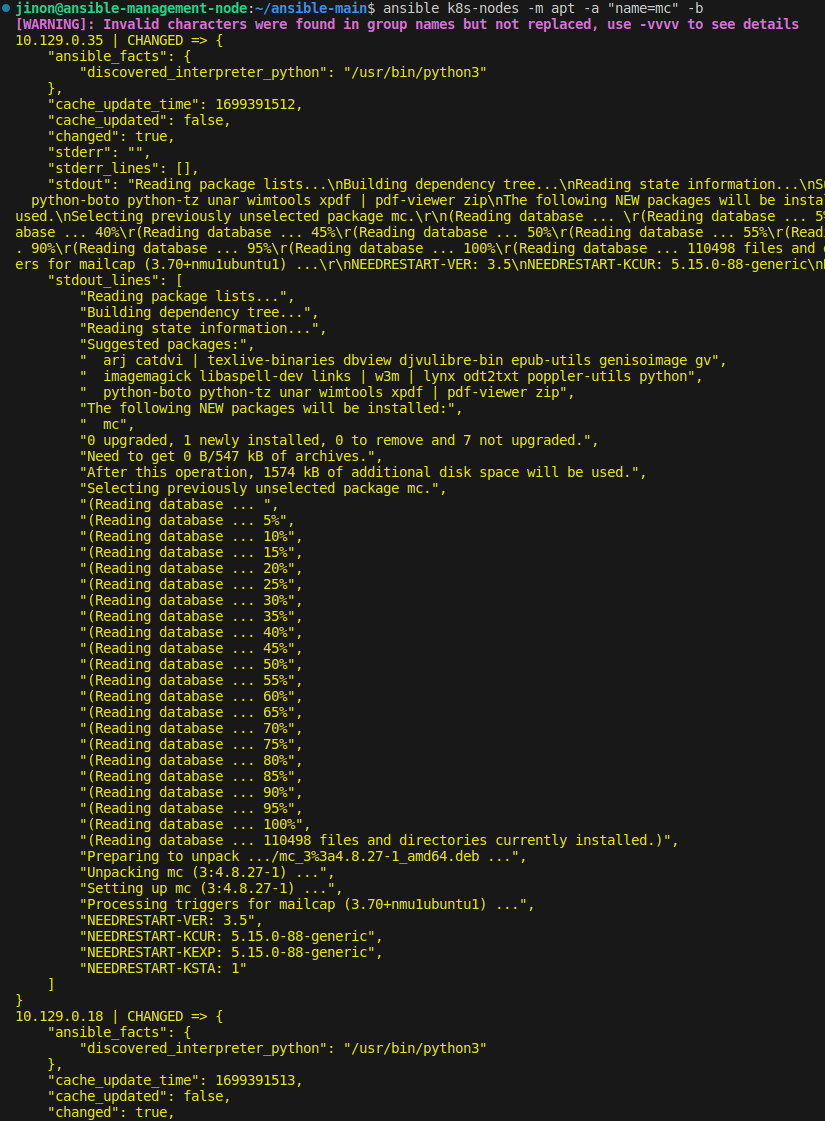 jinon@ansible-management-node:~/ansible-main$ ansible k8s-nodes -m apt -a "name=mc" -b
[WARNING]: Invalid characters were found in group names but not replaced, use -vvvv to see details
10.129.0.35 | CHANGED => {
    "ansible_facts": {
        "discovered_interpreter_python": "/usr/bin/python3"
    },
    "cache_update_time": 1699391512,
    "cache_updated": false,
    "changed": true,
    "stderr": "",
    "stderr_lines": [],
    "stdout": "Reading package lists...\nBuilding dependency tree...\nReading state information...\nS
  python-boto python-tz unar wimtools xpdf | pdf-viewer zip\nThe following NEW packages will be insta
used.\nSelecting previously unselected package mc.\r\n(Reading database ... \r(Reading database ... 5%
abase ... 40%\r(Reading database ... 45%\r(Reading database ... 50%\r(Reading database ... 55%\r(Readi
. 90%\r(Reading database ... 95%\r(Reading database ... 100%\r(Reading database ... 110498 files and
ers for mailcap (3.70+nmu1ubuntu1) ...\r\nNEEDRESTART-VER: 3.5\nNEEDRESTART-KCUR: 5.15.0-88-generic\n
    "stdout_lines": [
        "Reading package lists...",
        "Building dependency tree...",
        "Reading state information...",
        "Suggested packages:",
        "  arj catdvi | texlive-binaries dbview djvulibre-bin epub-utils genisoimage gv",
        "  imagemagick libaspell-dev links | w3m | lynx odt2txt poppler-utils python",
        "  python-boto python-tz unar wimtools xpdf | pdf-viewer zip",
        "The following NEW packages will be installed:",
        "  mc",
        "0 upgraded, 1 newly installed, 0 to remove and 7 not upgraded.",
        "Need to get 0 B/547 kB of archives.",
        "After this operation, 1574 kB of additional disk space will be used.",
        "Selecting previously unselected package mc.",
        "(Reading database ... ",
        "(Reading database ... 5%",
        "(Reading database ... 10%",
        "(Reading database ... 15%",
        "(Reading database ... 20%",
        "(Reading database ... 25%",
        "(Reading database ... 30%",
        "(Reading database ... 35%",
        "(Reading database ... 40%",
        "(Reading database ... 45%",
        "(Reading database ... 50%",
        "(Reading database ... 55%",
        "(Reading database ... 60%",
        "(Reading database ... 65%",
        "(Reading database ... 70%",
        "(Reading database ... 75%",
        "(Reading database ... 80%",
        "(Reading database ... 85%",
        "(Reading database ... 90%",
        "(Reading database ... 95%",
        "(Reading database ... 100%",
        "(Reading database ... 110498 files and directories currently installed.)",
        "Preparing to unpack .../mc_3%3a4.8.27-1_amd64.deb ...",
        "Unpacking mc (3:4.8.27-1) ...",
        "Setting up mc (3:4.8.27-1) ...",
        "Processing triggers for mailcap (3.70+nmu1ubuntu1) ...",
        "NEEDRESTART-VER: 3.5",
        "NEEDRESTART-KCUR: 5.15.0-88-generic",
        "NEEDRESTART-KEXP: 5.15.0-88-generic",
        "NEEDRESTART-KSTA: 1"
    ]
}
10.129.0.18 | CHANGED => {
    "ansible_facts": {
        "discovered_interpreter_python": "/usr/bin/python3"
    },
    "cache_update_time": 1699391513,
    "cache_updated": false,
    "changed": true,